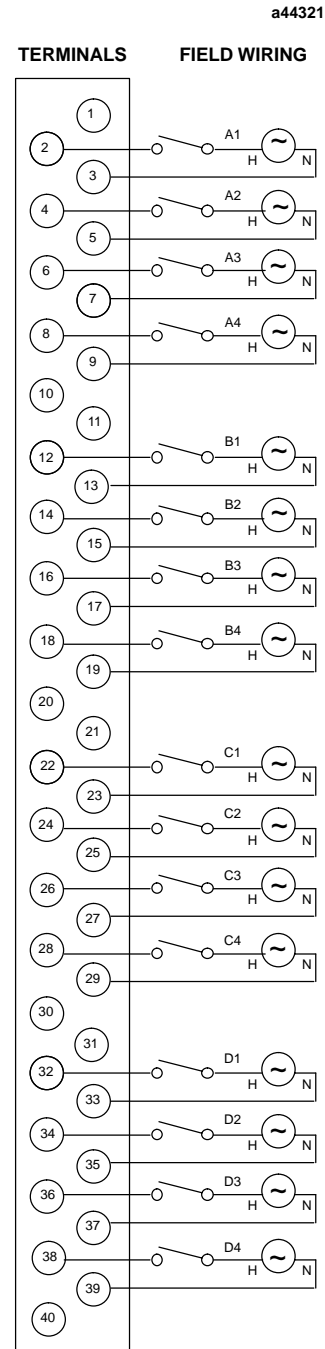 a44321
TERMINALS FIELD WIRING
1
2 A1 ~
H N
3
4 A2 ~
H N
5
6 A3 ~
H N
7
8 A4 ~
H N
9
10
11
12 B1 ~
H N
13
14 B2 ~
H N
15
16 B3 ~
H N
17
18 B4 ~
H N
19
20
21
22 C1 ~
H N
23
24 C2 ~
H N
25
26 C3 ~
H N
27
28 C4 ~
H N
29
30
31
32 D1 ~
H N
33
34 D2 ~
H N
35
36 D3 ~
H N
37
38 D4 ~
H N
39
40